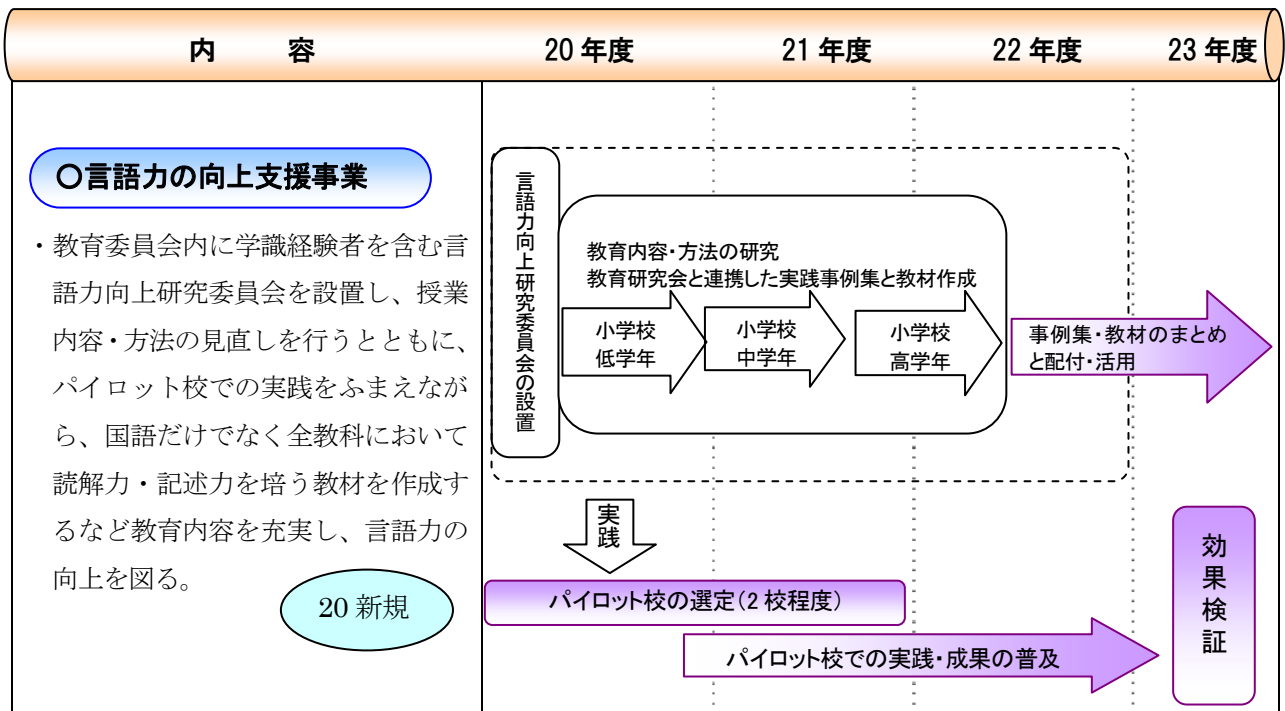 内　容　20 年度　21 年度　22 年度　23 年度
○言語力の向上支援事業
・教育委員会内に学識経験者を含む言
語力向上研究委員会を設置し、授業
内容・方法の見直しを行うとともに、
パイロット校での実践をふまえなが
ら、国語だけでなく全教科において
読解力・記述力を培う教材を作成す
るなど教育内容を充実し、言語力の
向上を図る。
20 新規
言語力向上研究委員会の設置
教育内容・方法の研究
教育研究会と連携した実践事例集と教材作成
小学校
低学年
小学校
中学年
小学校
高学年
事例集・教材のまとめ
と配付・活用
実践
パイロット校の選定（2 校程度）
パイロット校での実践・成果の普及
効果検証